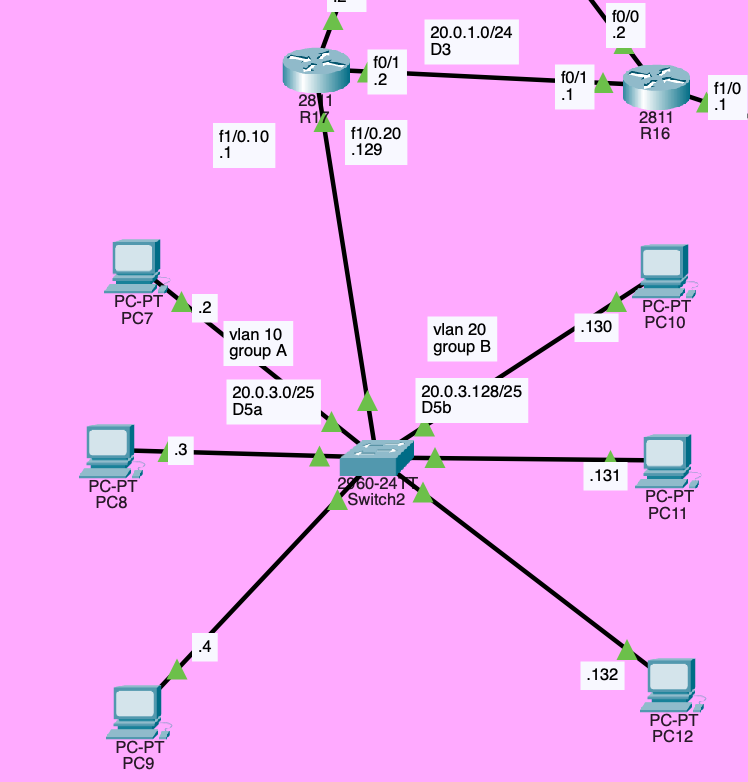 .2
f0/0
.2
20.0.1.0/24
D3
f0/1
.2
f0/1
.1
f1/0
.1
2811
R17
2811
R16
f1/0.10
.1
f1/0.20
.129
PC-PT
PC7
.2
vlan 10
group A
20.0.3.0/25
D5a
vlan 20
group B
20.0.3.128/25
D5b
.130
PC-PT
PC10
PC-PT
PC8
.3
2960-24TT
Switch2
.131
PC-PT
PC11
.4
PC-PT
PC9
.132
PC-PT
PC12